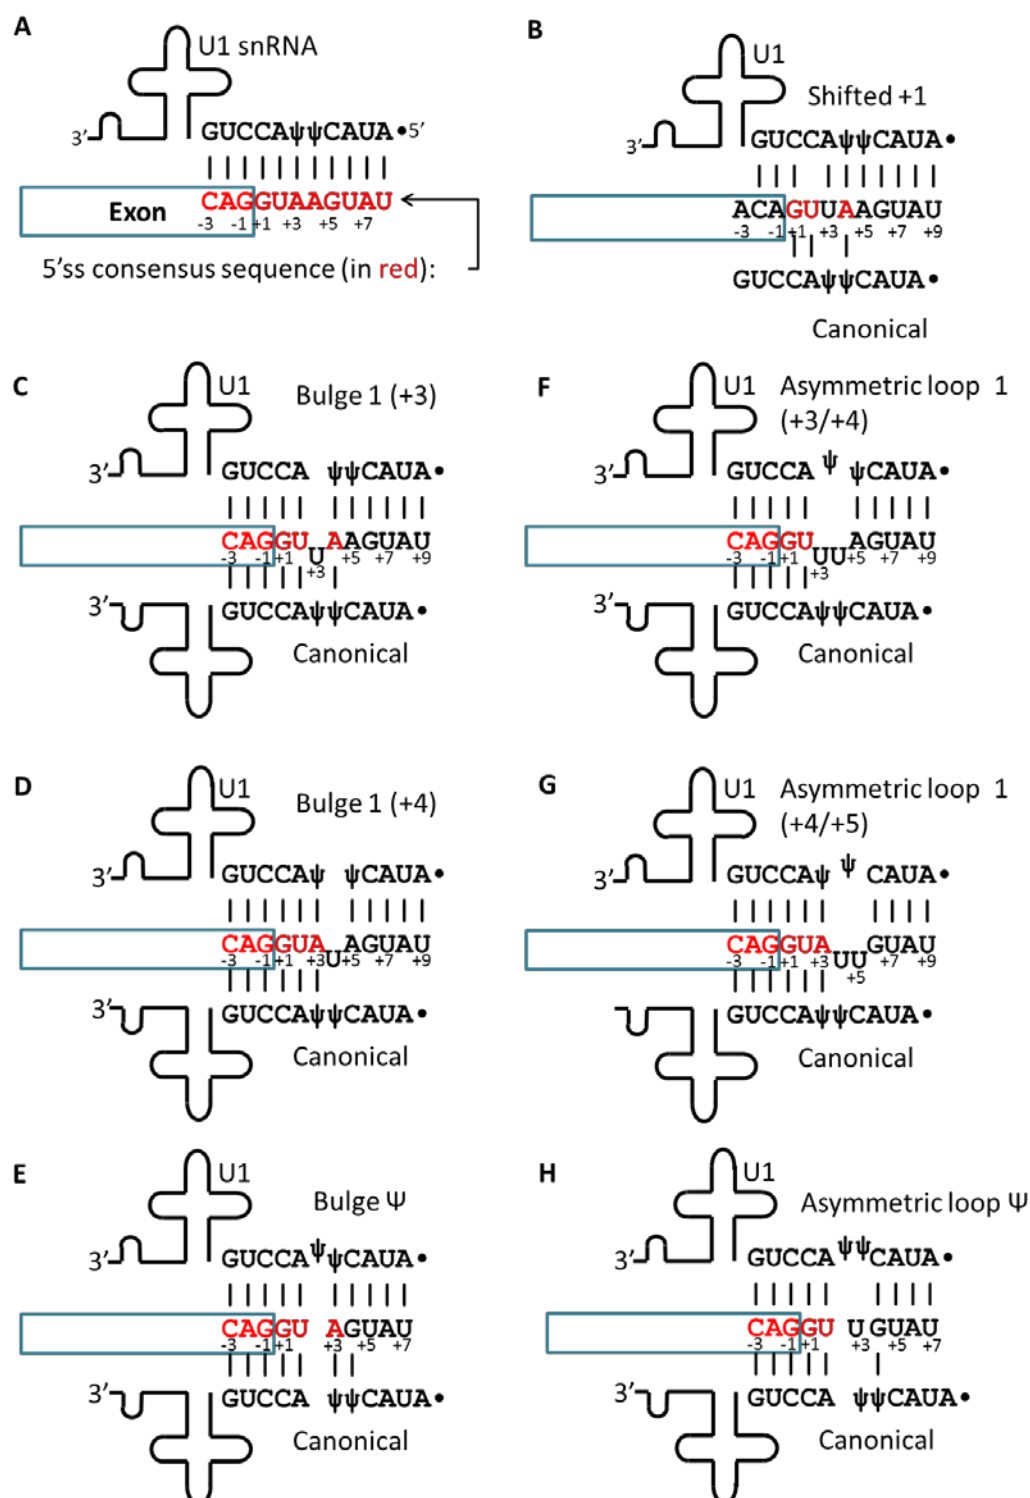 A
U1 snRNA
3’
GUCCAψψCAUA•5’
Exon
CAGGUAAGUAU
-3 -1 +1 +3 +5 +7
5’ss consensus sequence (in red):
B
U1
Shifted +1
3’
GUCCAψψCAUA•
ACAGUUAAGUAU
-3 -1 +1 +3 +5 +7 +9
GUCCAψψCAUA•
Canonical
C
U1
Bulge 1 (+3)
3’
GUCCA ψψCAUA•
CAGGU U AAGUAU
-3 -1 +1 +3 +5 +7 +9
3’
GUCCAψψCAUA•
Canonical
F
U1
Asymmetric loop 1
(+3/+4)
3’
GUCCA ψ ψCAUA•
CAGGU UU AGUAU
-3 -1 +1 +3 +5 +7 +9
3’
GUCCAψψCAUA•
Canonical
D
U1
Bulge 1 (+4)
3’
GUCCAψ ψCAUA•
CAGGUA U AGUAU
-3 -1 +1 +3 +5 +7 +9
3’
GUCCAψψCAUA•
Canonical
G
U1
Asymmetric loop 1
(+4/+5)
3’
GUCCAψ ψ CAUA•
CAGGUA UU GUAU
-3 -1 +1 +3 +5 +7 +9
GUCCAψψCAUA•
Canonical
E
U1
Bulge Ψ
3’
GUCCA ψ ψCAUA•
CAGGU AGUAU
-3 -1 +1 +3 +5 +7
3’
GUCCA ψψCAUA•
Canonical
H
U1
Asymmetric loop Ψ
3’
GUCCA ψψ CAUA•
CAGGU UGUAU
-3 -1 +1 +3 +5 +7
3’
GUCCA ψψCAUA•
Canonical